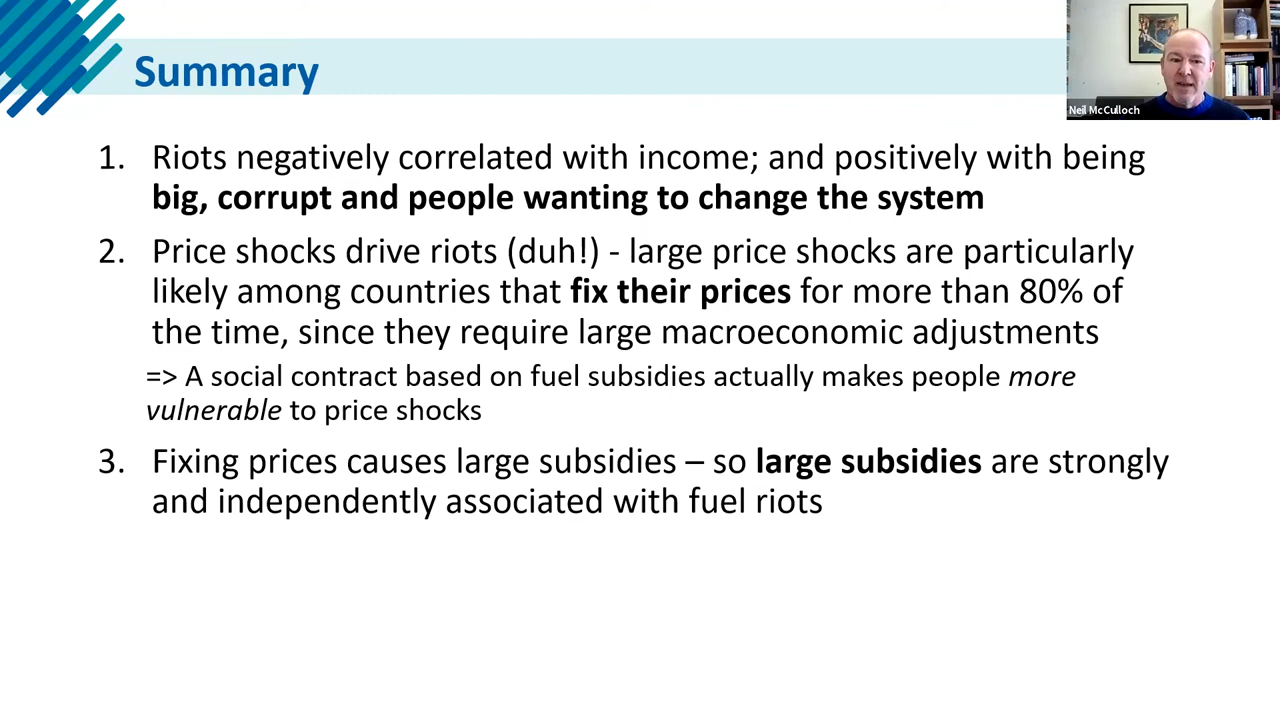 Summary
Neil McCulloch
1. Riots negatively correlated with income; and positively with being
big, corrupt and people wanting to change the system
2. Price shocks drive riots (duh!) - large price shocks are particularly
likely among countries that fix their prices for more than 80% of
the time, since they require large macroeconomic adjustments
=> A social contract based on fuel subsidies actually makes people more
vulnerable to price shocks
3. Fixing prices causes large subsidies – so large subsidies are strongly
and independently associated with fuel riots